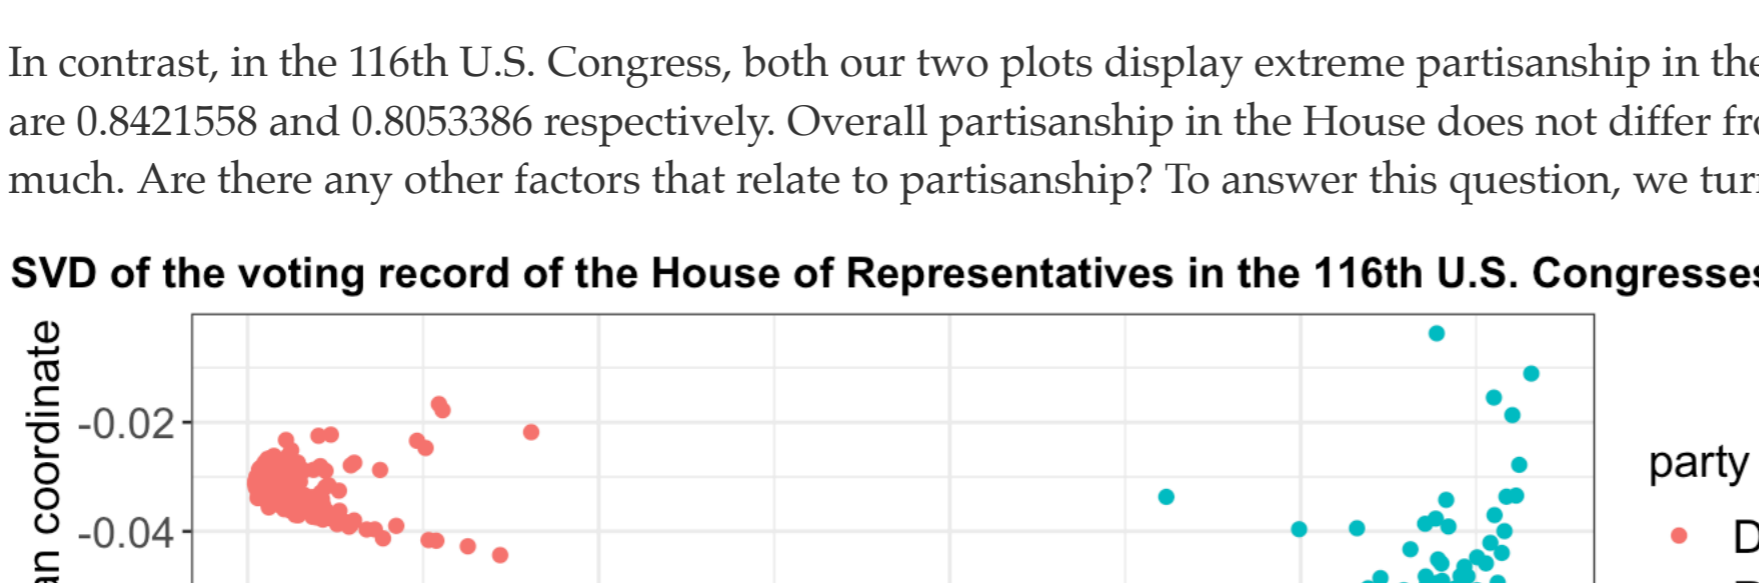 In contrast, in the 116th U.S. Congress, both our two plots display extreme partisanship in the
are 0.8421558 and 0.8053386 respectively. Overall partisanship in the House does not differ
much. Are there any other factors that relate to partisanship? To answer this question, we
SVD of the voting record of the House of Representatives in the 116th U.S. Congresses
coordinate
-0.02
party
-0.04
D